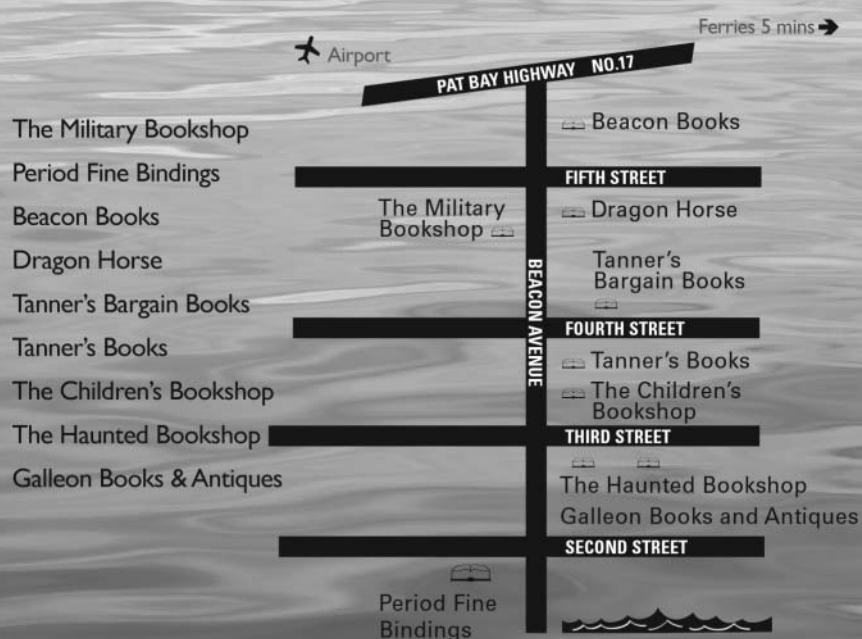 Ferries 5 mins
Airport
PAT BAY HIGHWAY NO.17
The Military Bookshop
Period Fine Bindings
Beacon Books
Dragon Horse
Tanner's Bargain Books
Tanner's Books
The Children's Bookshop
The Haunted Bookshop
Galleon Books & Antiques
Beacon Books
FIFTH STREET
The Military
Bookshop
Dragon Horse
Tanner's
Bargain Books
BEACON AVENUE
FOURTH STREET
Tanner's Books
The Children's
Bookshop
THIRD STREET
The Haunted Bookshop
Galleon Books and Antiques
SECOND STREET
Period Fine
Bindings